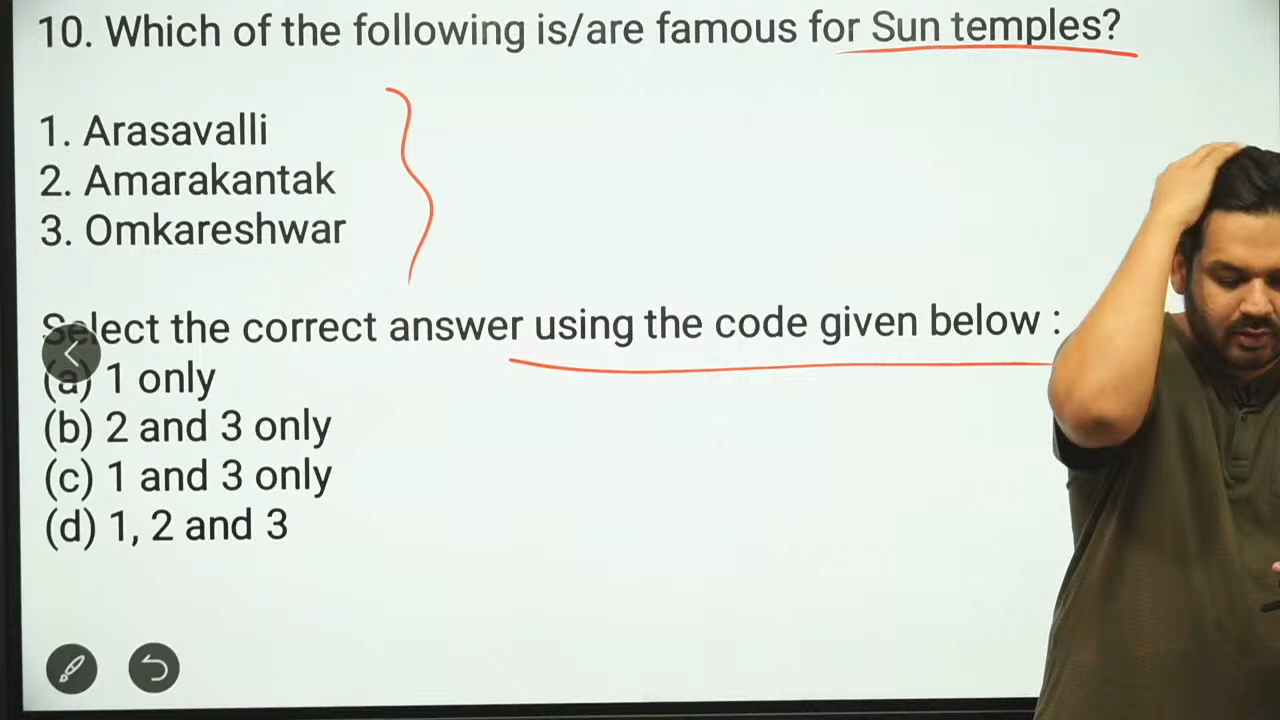 10. Which of the following is/are famous for Sun temples?
1. Arasavalli
2. Amarakantak
3. Omkareshwar
Select the correct answer using the code given below :
(a) 1 only
(b) 2 and 3 only
(c) 1 and 3 only
(d) 1, 2 and 3